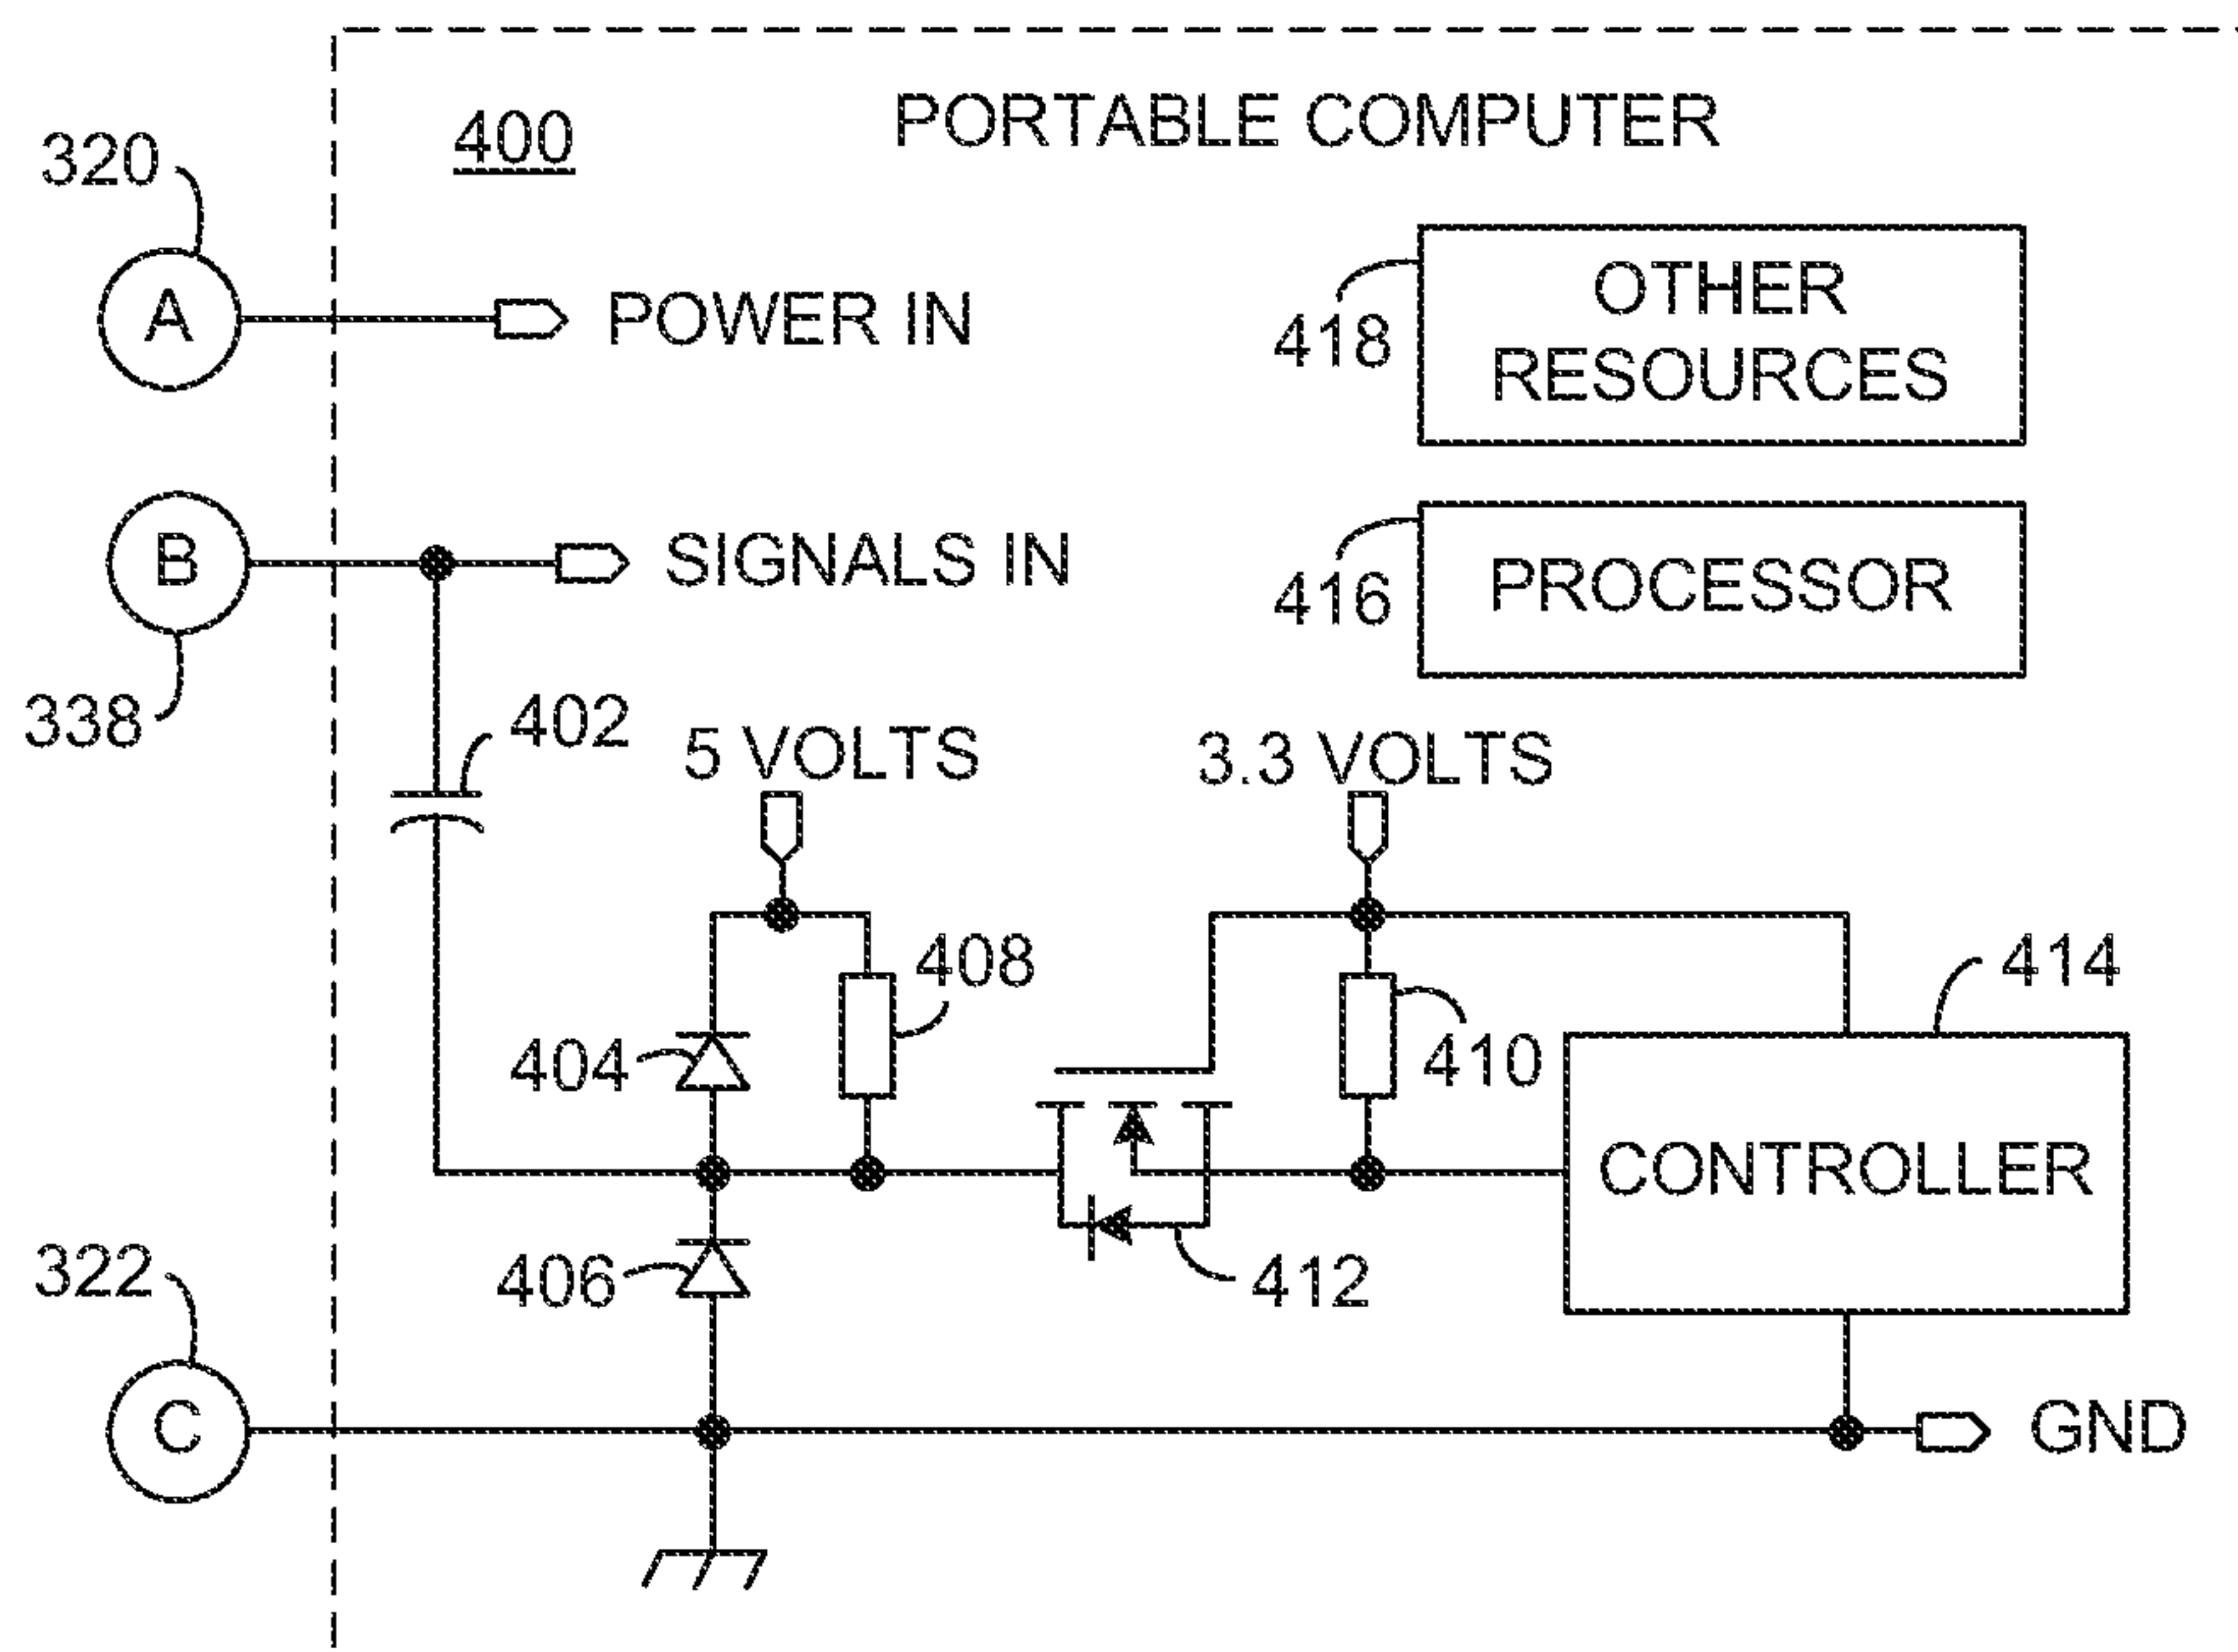 PORTABLE COMPUTER
400
320
A
POWER IN
OTHER
RESOURCES
418
B
SIGNALS IN
PROCESSOR
416
338
402
5 VOLTS
3.3 VOLTS
408
414
404
410
CONTROLLER
406
412
322
C
GND